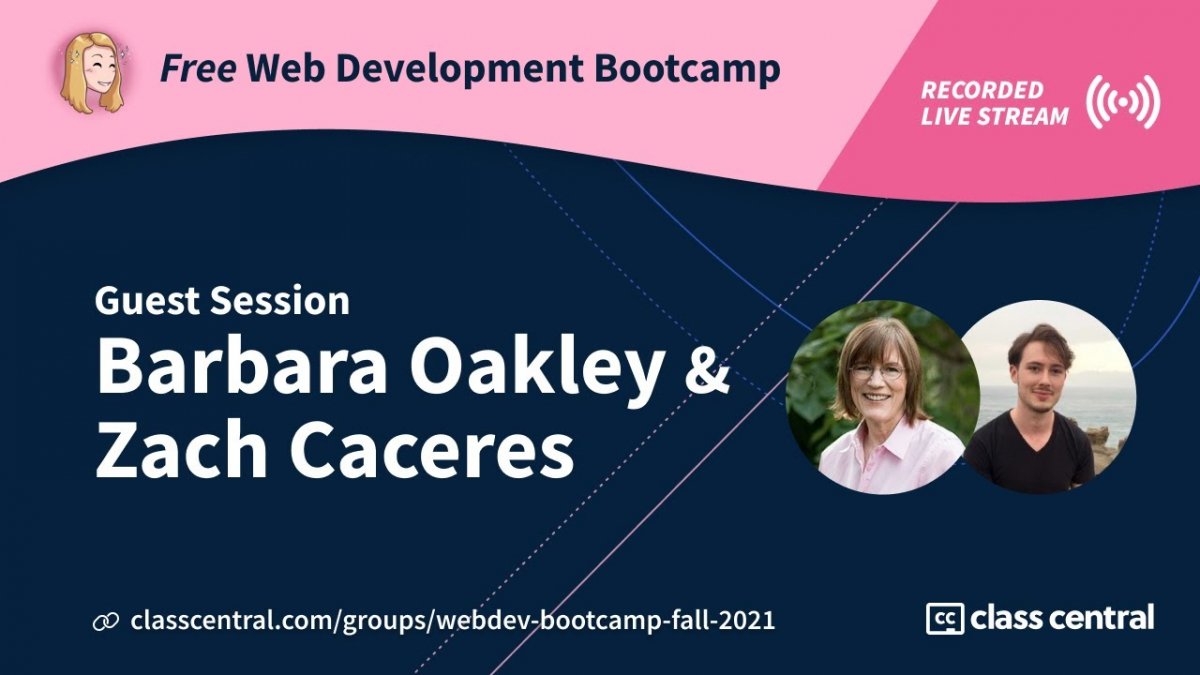 Free Web Development Bootcamp
RECORDED
LIVE STREAM
Guest Session
Barbara Oakley &
Zach Caceres
classcentral.com/groups/webdev-bootcamp-fall-2021
cc class central